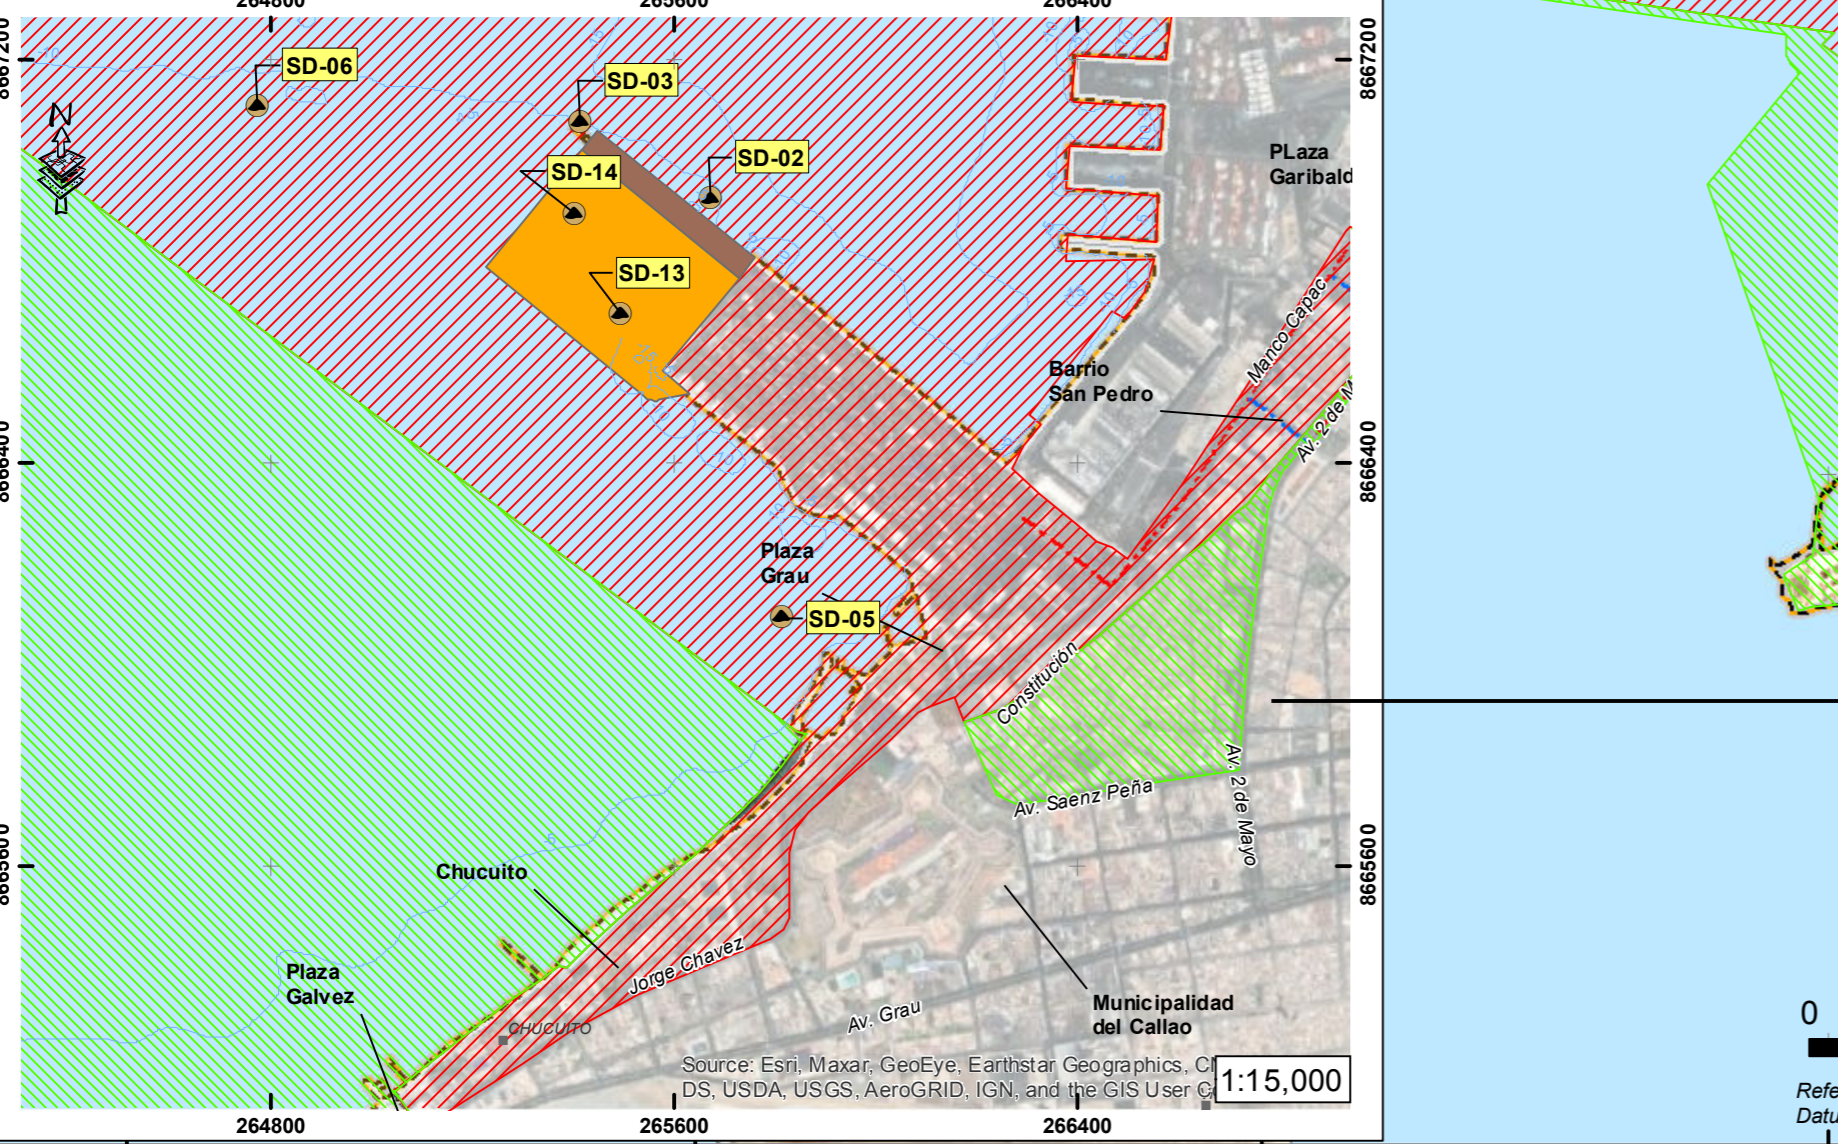 264800
265600
266400
8667200
8667200
SD-06
SD-03
N
SD-14
SD-02
PLaza
Garibald
SD-13
Manco Capac
Barrio
San Pedro
Av. 2 de M
8666400
Plaza
Grau
SD-05
Constitución
Av. Saenz Peña
Av. 2 de Mayo
Chucuito
Jorge Chavez
Plaza
Galvez
Av. Grau
Municipalidad
del Callao
CHUCUITO
Source: Esri, Maxar, GeoEye, Earthstar Geographics, CN
DS, USDA, USGS, AeroGRID, IGN, and the GIS User C
1:15,000
264800
265600
266400
0
Refe
Datu